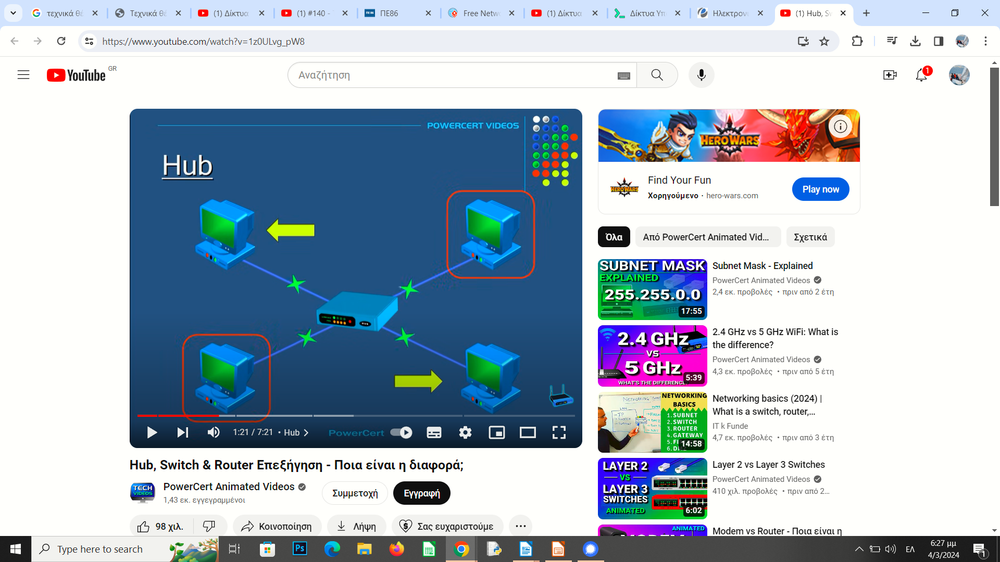 τεχνικά θέ
Τεχνικά θέ
(1) Δίκτυα
(1) #140 -
ΠΕ86
Free Netwo
(1) Δίκτυα
Δίκτυα Υπ
Ηλεκτρονι
(1) Hub, Sw
https://www.youtube.com/watch?v=1z0ULvg_pW8
YouTube GR
Αναζήτηση
1
POWERCERT VIDEOS
Hub
HUB
1:21 / 7:21 • Hub
PowerCert
Hub, Switch & Router Επεξήγηση - Ποια είναι η διαφορά;
TECH
VIDEOS
PowerCert Animated Videos
1,43 εκ. εγγεγραμμένοι
Συμμετοχή
Εγγραφή
98 χιλ.
Κοινοποίηση
Λήψη
Σας ευχαριστούμε
HERO WARS
HERO WARS
Find Your Fun
Χορηγούμενο · hero-wars.com
Play now
Όλα
Από PowerCert Animated Vid...
Σχετικά
SUBNET MASK
EXPLAINED
255.255.0.0
17:55
Subnet Mask - Explained
PowerCert Animated Videos
2,4 εκ. προβολές • πριν από 2 έτη
2.4 GHz
VS
5 GHz
WHAT'S THE DIFFERENCE?
5:39
2.4 GHz vs 5 GHz WiFi: What is
the difference?
PowerCert Animated Videos
4,3 εκ. προβολές • πριν από 5 έτη
NETWORKING
BASICS
1.SUBNET
2.SWITCH
3.ROUTER
4.GATEWAY
14:58
Networking basics (2024) |
What is a switch, router,...
IT k Funde
4,7 εκ. προβολές • πριν από 3 έτη
LAYER 2
VS
LAYER 3
SWITCHES
ANIMATED
6:02
Layer 2 vs Layer 3 Switches
PowerCert Animated Videos
410 χιλ. προβολές • πριν από 2...
ANIMATED
MODEM
Modem vs Router - Ποια είναι η
Type here to search
Ps
ΕΛ
6:27 μμ
4/3/2024
1